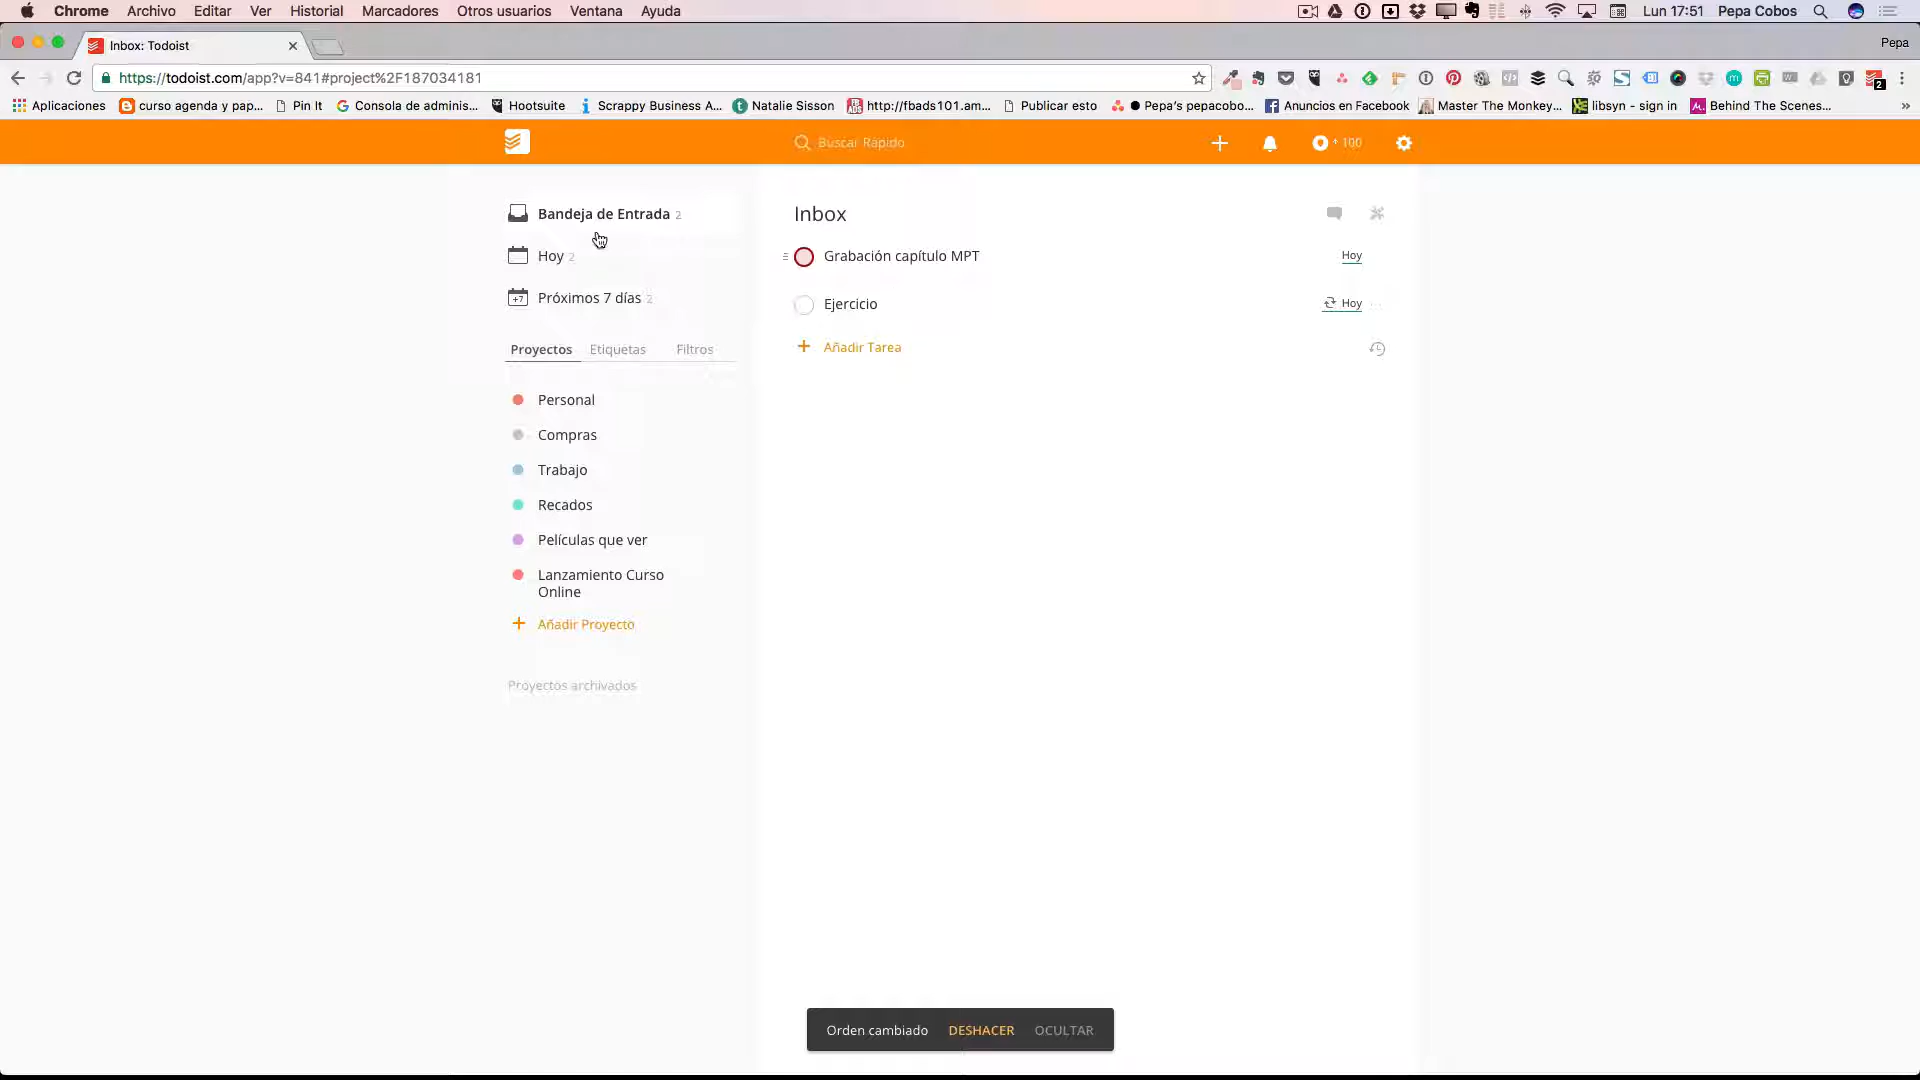 Chrome Archivo Editar Ver Historial Marcadores Otros usuarios Ventana Ayuda Lun 17:51 Pepa Cobos
Inbox: Todoist
Pepa
https://todoist.com/app?v=841#project%2F187034181
2
Aplicaciones curso agenda y pap... Pin It Consola de adminis... Hootsuite Scrappy Business A... Natalie Sisson http://fbads101.am... Publicar esto Pepa's pepacobo... Anuncios en Facebook Master The Monkey... libsyn - sign in Behind The Scenes... »
Buscar Rápido
100
Bandeja de Entrada 2
Hoy 2
+7 Próximos 7 días 2
Proyectos Etiquetas Filtros
Personal
Compras
Trabajo
Recados
Películas que ver
Lanzamiento Curso
Online
+ Añadir Proyecto
Proyectos archivados
Inbox
Grabación capítulo MPT Hoy
Ejercicio Hoy
+ Añadir Tarea
Orden cambiado DESHACER OCULTAR